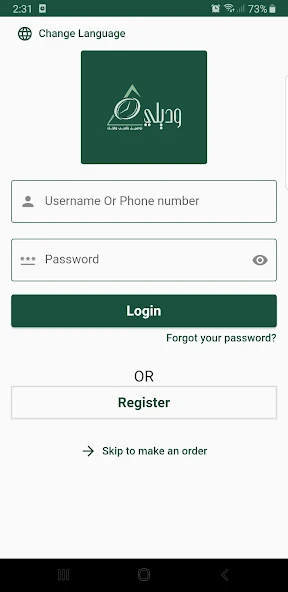 2:31
73%
Change Language
وديلي
Username Or Phone number
Password
Login
Forgot your password?
OR
Register
Skip to make an order